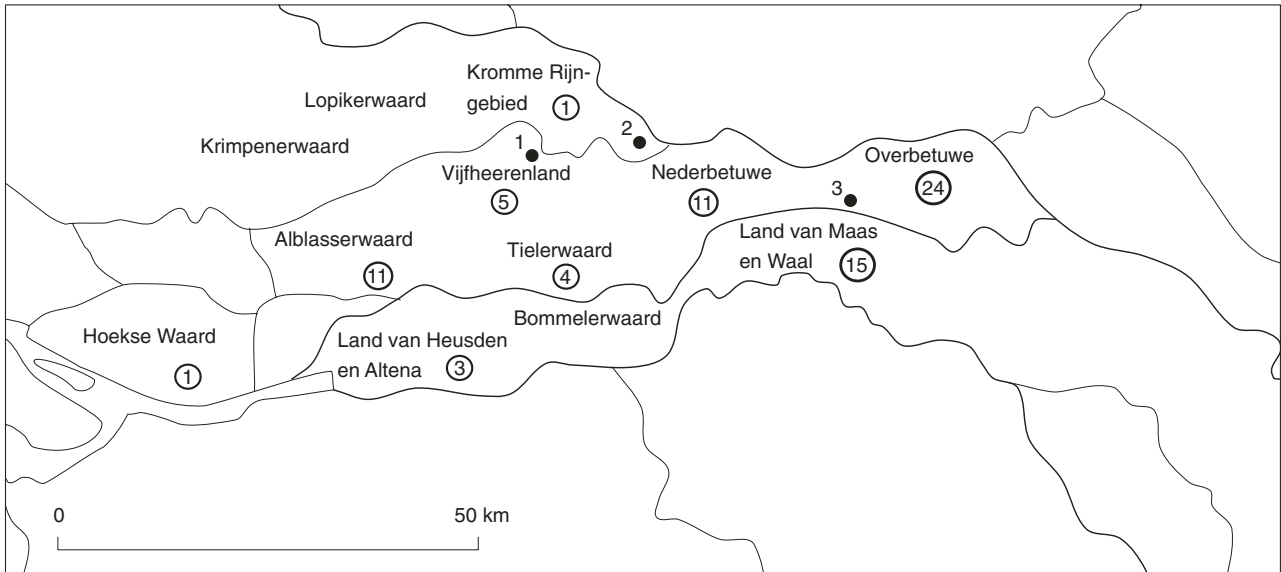 Kromme Rijn-
gebied
1
Lopikerwaard
Krimpenerwaard
1
2
Vijfheerenland
5
Nederbetuwe
11
Overbetuwe
24
3
Land van Maas
en Waal
15
Alblasserwaard
11
Tielerwaard
4
Bommelerwaard
Hoekse Waard
1
Land van Heusden
en Altena
3
0
50 km